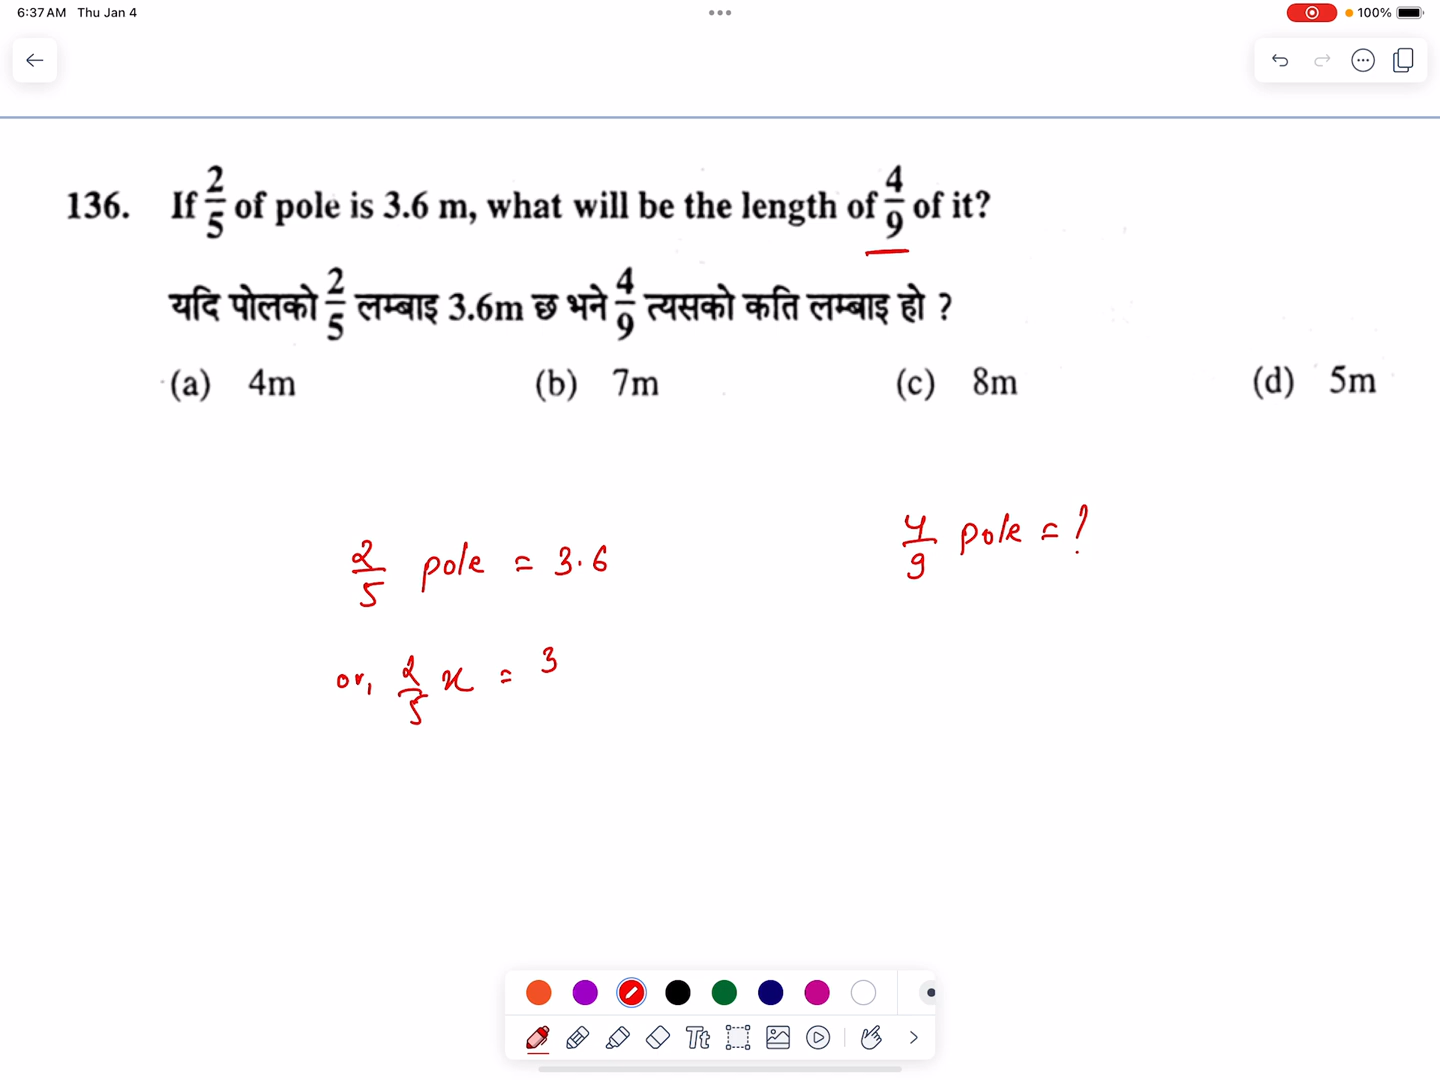 6:37 AM Thu Jan 4
100%
136. If 2/5 of pole is 3.6 m, what will be the length of 4/9 of it?
यदि पोलको 2/5 लम्बाइ 3.6m छ भने 4/9 त्यसको कति लम्बाइ हो ?
(a) 4m (b) 7m (c) 8m (d) 5m
2/5 pole = 3.6
4/9 pole = ?
or, 2/5 x = 3
Tt